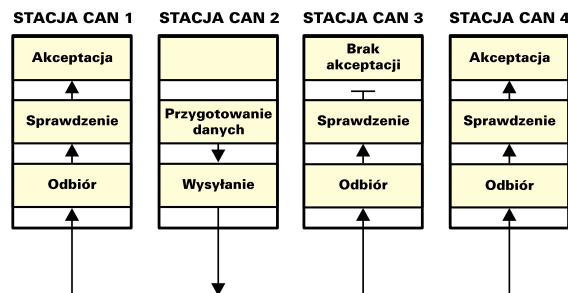 STACJA CAN 1 STACJA CAN 2 STACJA CAN 3 STACJA CAN 4
Akceptacja
Brak
akceptacji
Akceptacja
Sprawdzenie
Przygotowanie
danych
Sprawdzenie
Sprawdzenie
Odbiór
Wysyłanie
Odbiór
Odbiór